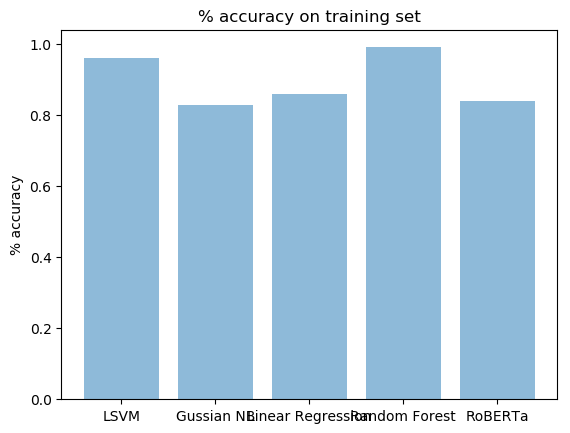 % accuracy on training set
% accuracy
1.0
0.8
0.6
0.4
0.2
0.0
LSVM Gussian NB Linear Regression Random Forest RoBERTa